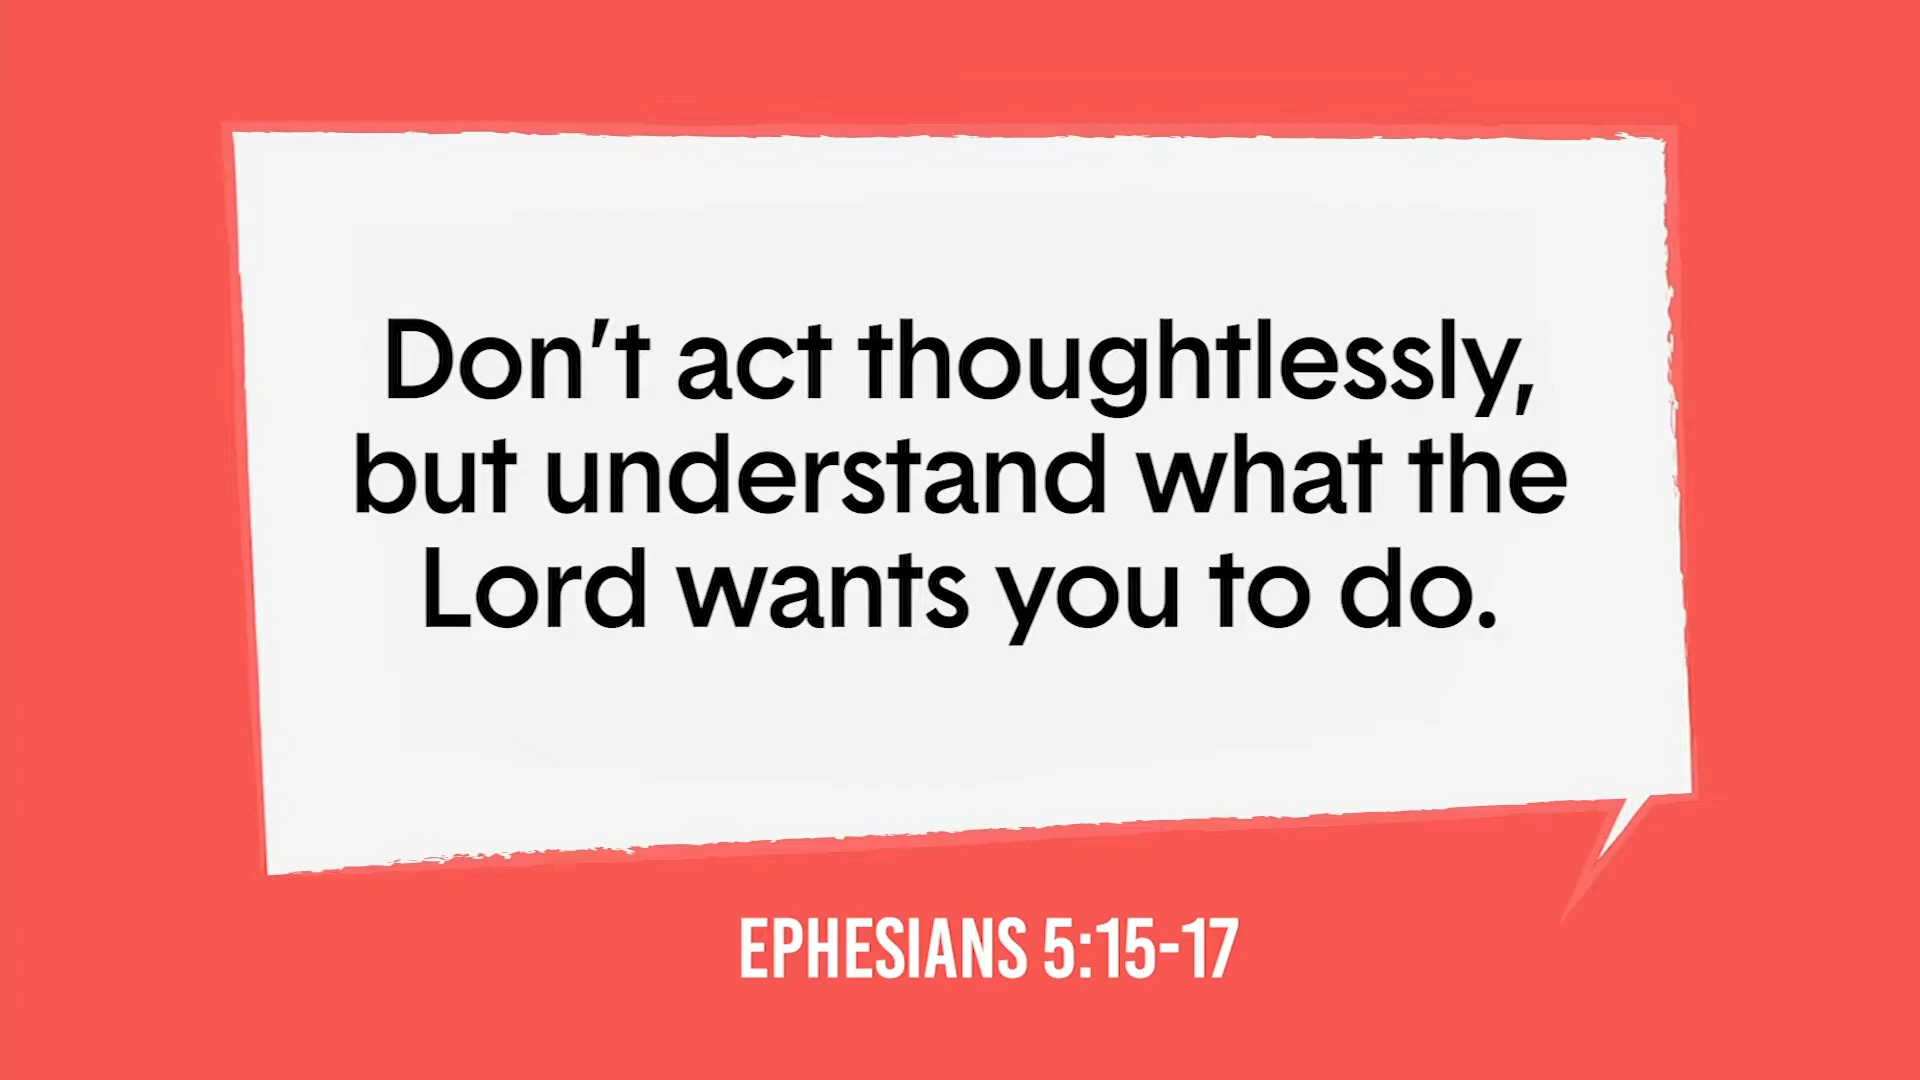 Don’t act thoughtlessly,
but understand what the
Lord wants you to do.
EPHESIANS 5:15-17